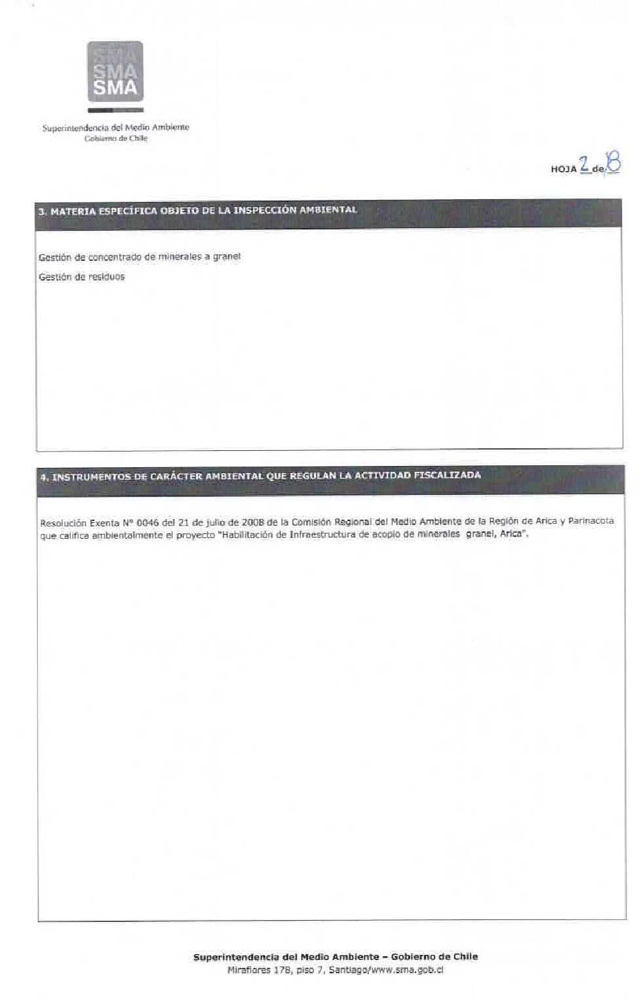 SMA
SMA
SMA
Superintendencia del Medio Ambiente
Gobierno de Chile
HOJA 2 de
3. MATERIA ESPECÍFICA OBJETO DE LA INSPECCIÓN AMBIENTAL
Gestión de concentrado de minerales a granel
Gestión de residuos
4. INSTRUMENTOS DE CARÁCTER AMBIENTAL QUE REGULAN LA ACTIVIDAD FISCALIZADA
Resolución Exenta Nº 0046 del 21 de julio de 2008 de la Comisión Regional del Medio Ambiente de la Región de Arica y Parinacota
que califica ambientalmente el proyecto "Habilitación de Infraestructura de acopio de minerales granel, Arica".
Superintendencia del Medio Ambiente – Gobierno de Chile
Miraflores 178, piso 7, Santiago/www.sma.gob.cl